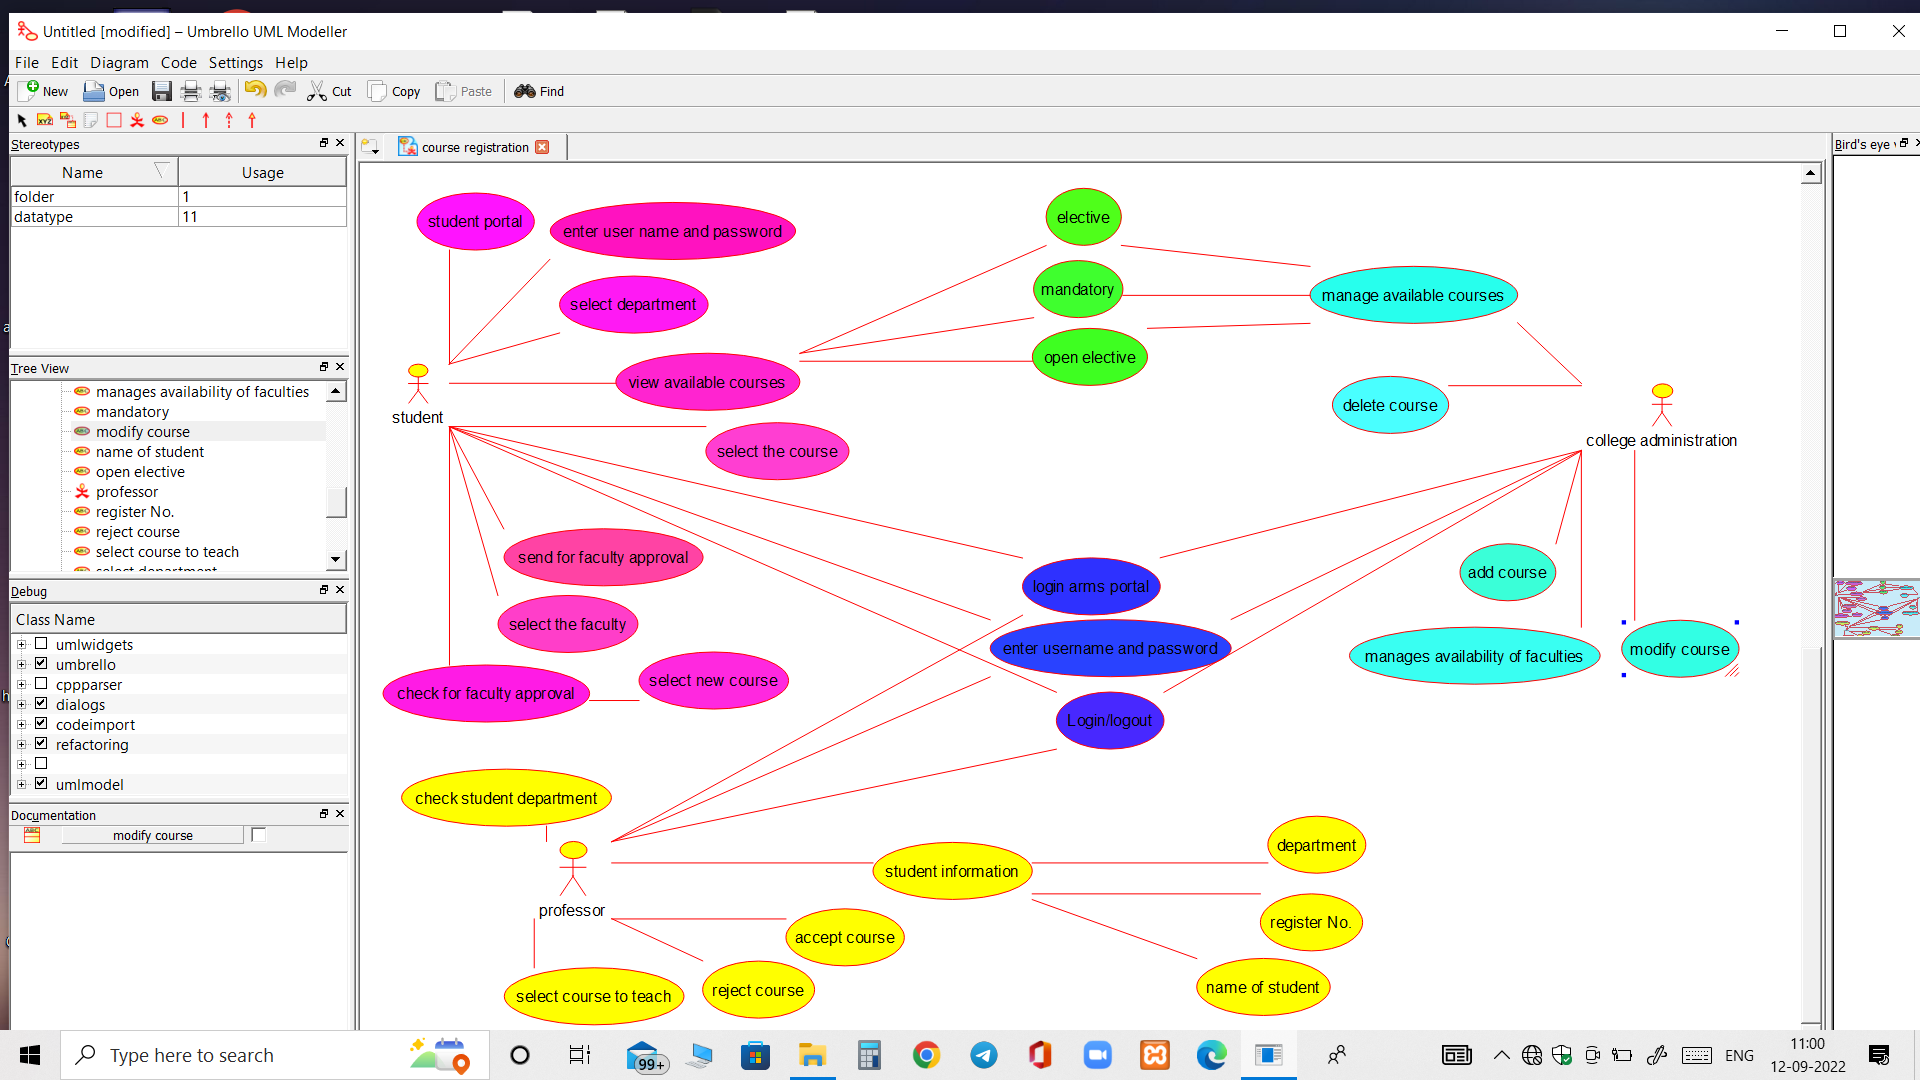 Untitled [modified] – Umbrello UML Modeller
File Edit Diagram Code Settings Help
New Open Cut Copy Paste Find
Stereotypes
Name Usage
folder 1
datatype 11
Tree View
manages availability of faculties
mandatory
modify course
name of student
open elective
professor
register No.
reject course
select course to teach
select department
Debug
Class Name
umlwidgets
umbrello
cppparser
dialogs
codeimport
refactoring
umlmodel
Documentation
modify course
course registration
Bird's eye
student portal
enter user name and password
select department
view available courses
student
select the course
send for faculty approval
select the faculty
check for faculty approval
select new course
elective
mandatory
open elective
manage available courses
delete course
college administration
login arms portal
enter username and password
Login/logout
add course
manages availability of faculties
modify course
check student department
professor
student information
department
register No.
name of student
accept course
reject course
select course to teach
Type here to search
99+
ENG
11:00
12-09-2022